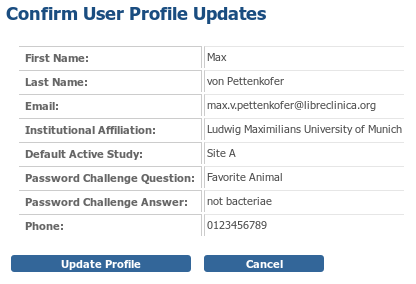 Confirm User Profile Updates
First Name: Max
Last Name: von Pettenkofer
Email: max.v.pettenkofer@libreclinica.org
Institutional Affiliation: Ludwig Maximilians University of Munich
Default Active Study: Site A
Password Challenge Question: Favorite Animal
Password Challenge Answer: not bacteriae
Phone: 0123456789
Update Profile Cancel